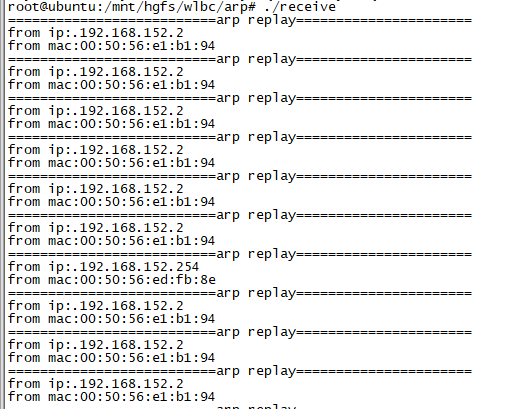 root@ubuntu:/mnt/hgfs/wlbc/arp# ./receive
==========================arp replay======================
from ip:.192.168.152.2
from mac:00:50:56:e1:b1:94
==========================arp replay======================
from ip:.192.168.152.2
from mac:00:50:56:e1:b1:94
==========================arp replay======================
from ip:.192.168.152.2
from mac:00:50:56:e1:b1:94
==========================arp replay======================
from ip:.192.168.152.2
from mac:00:50:56:e1:b1:94
==========================arp replay======================
from ip:.192.168.152.2
from mac:00:50:56:e1:b1:94
==========================arp replay======================
from ip:.192.168.152.2
from mac:00:50:56:e1:b1:94
==========================arp replay======================
from ip:.192.168.152.254
from mac:00:50:56:ed:fb:8e
==========================arp replay======================
from ip:.192.168.152.2
from mac:00:50:56:e1:b1:94
==========================arp replay======================
from ip:.192.168.152.2
from mac:00:50:56:e1:b1:94
==========================arp replay======================
from ip:.192.168.152.2
from mac:00:50:56:e1:b1:94
==========================arp replay======================